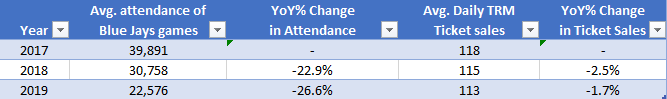 Avg. attendance of YoY% Change Avg. Daily TRM YoY% Change
Year Blue Jays games in Attendance Ticket sales in Ticket Sales
2017 39,891 - 118 -
2018 30,758 -22.9% 115 -2.5%
2019 22,576 -26.6% 113 -1.7%